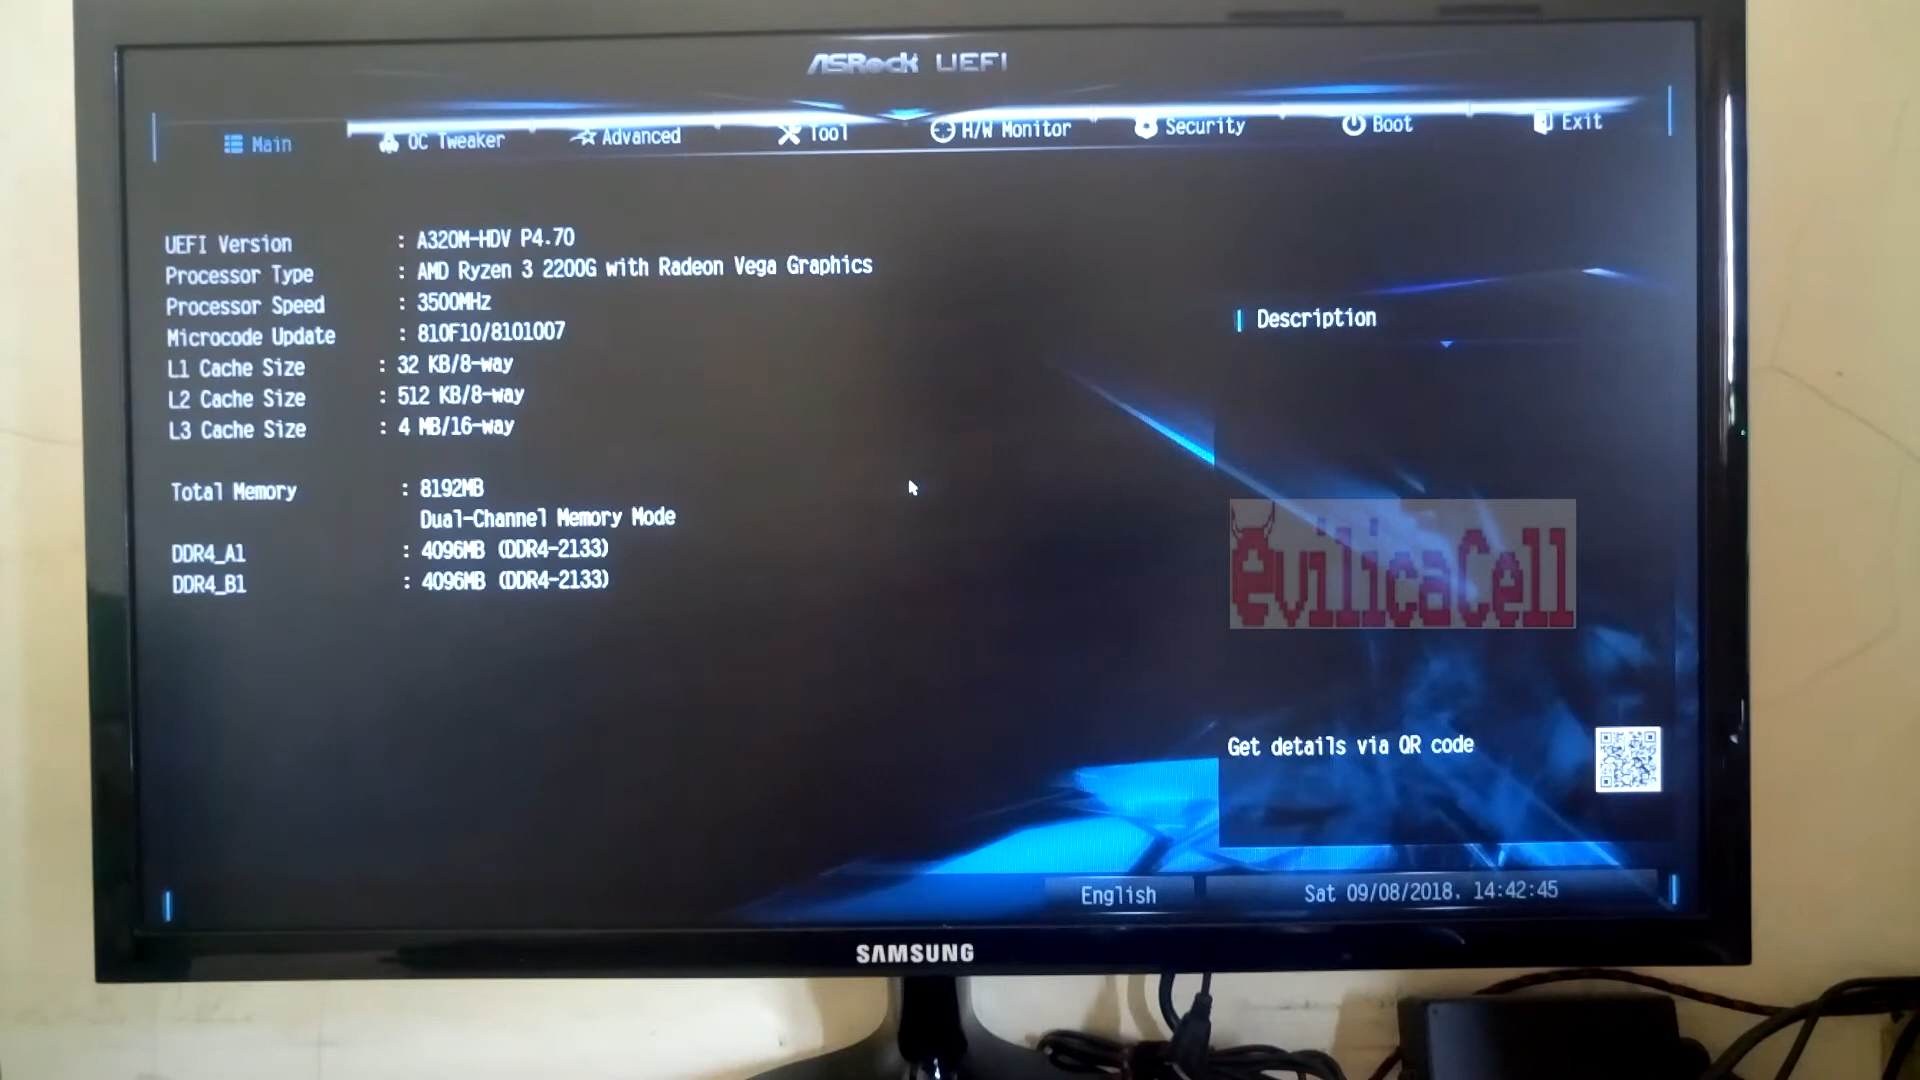 ASRock UEFI
Main OC Tweaker Advanced Tool H/W Monitor Security Boot Exit
UEFI Version : A320M-HDV P4.70
Processor Type : AMD Ryzen 3 2200G with Radeon Vega Graphics
Processor Speed : 3500MHz
Microcode Update : 810F10/8101007
L1 Cache Size : 32 KB/8-way
L2 Cache Size : 512 KB/8-way
L3 Cache Size : 4 MB/16-way
Total Memory : 8192MB
Dual-Channel Memory Mode
DDR4_A1 : 4096MB (DDR4-2133)
DDR4_B1 : 4096MB (DDR4-2133)
Description
evilicaCell
Get details via QR code
English
Sat 09/08/2018. 14:42:45
SAMSUNG